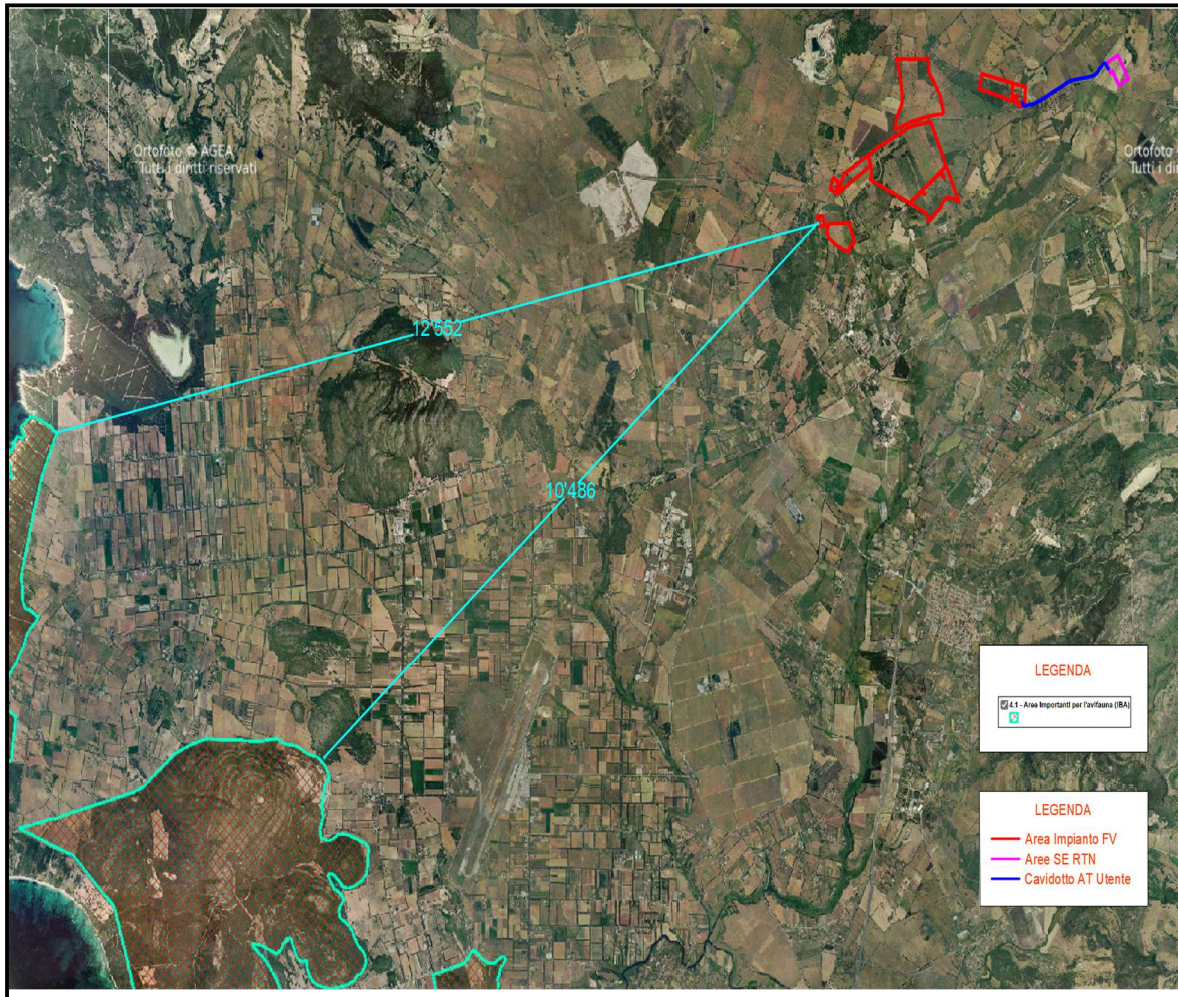 Ortofoto © AGEA
Tutti i diritti riservati
Ortofoto
Tutti i di
12'552
10'486
LEGENDA
4.1 - Aree Importanti per l'avifauna (IBA)
LEGENDA
Area Impianto FV
Aree SE RTN
Cavidotto AT Utente